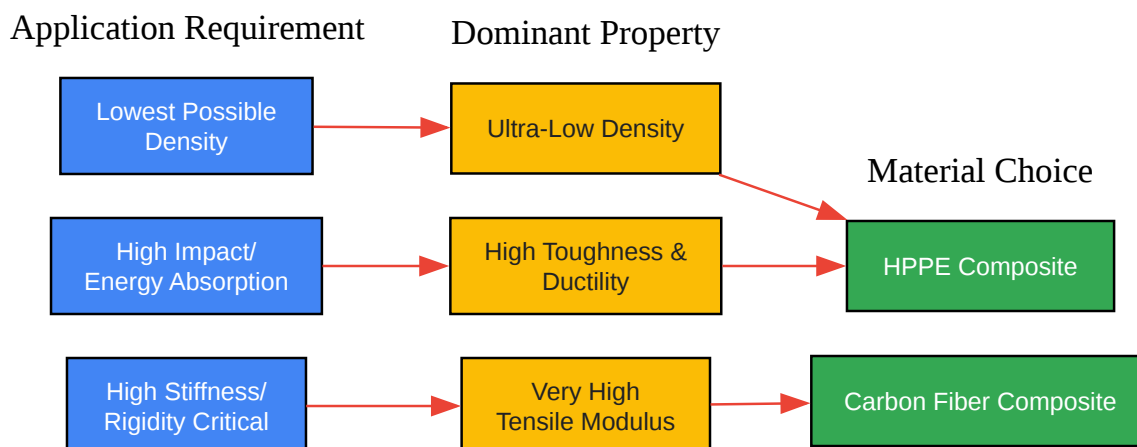 Application Requirement
Dominant Property
Lowest Possible
Density
Ultra-Low Density
Material Choice
High Impact/
Energy Absorption
High Toughness &
Ductility
HPPE Composite
High Stiffness/
Rigidity Critical
Very High
Tensile Modulus
Carbon Fiber Composite